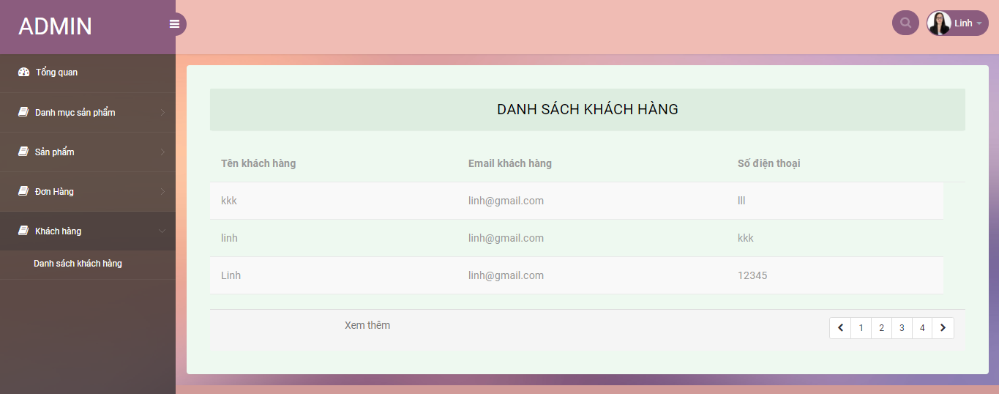 ADMIN
Linh
Tổng quan
Danh mục sản phẩm
Sản phẩm
Đơn Hàng
Khách hàng
Danh sách khách hàng
DANH SÁCH KHÁCH HÀNG
Tên khách hàng Email khách hàng Số điện thoại
kkk linh@gmail.com lll
linh linh@gmail.com kkk
Linh linh@gmail.com 12345
Xem thêm 1 2 3 4